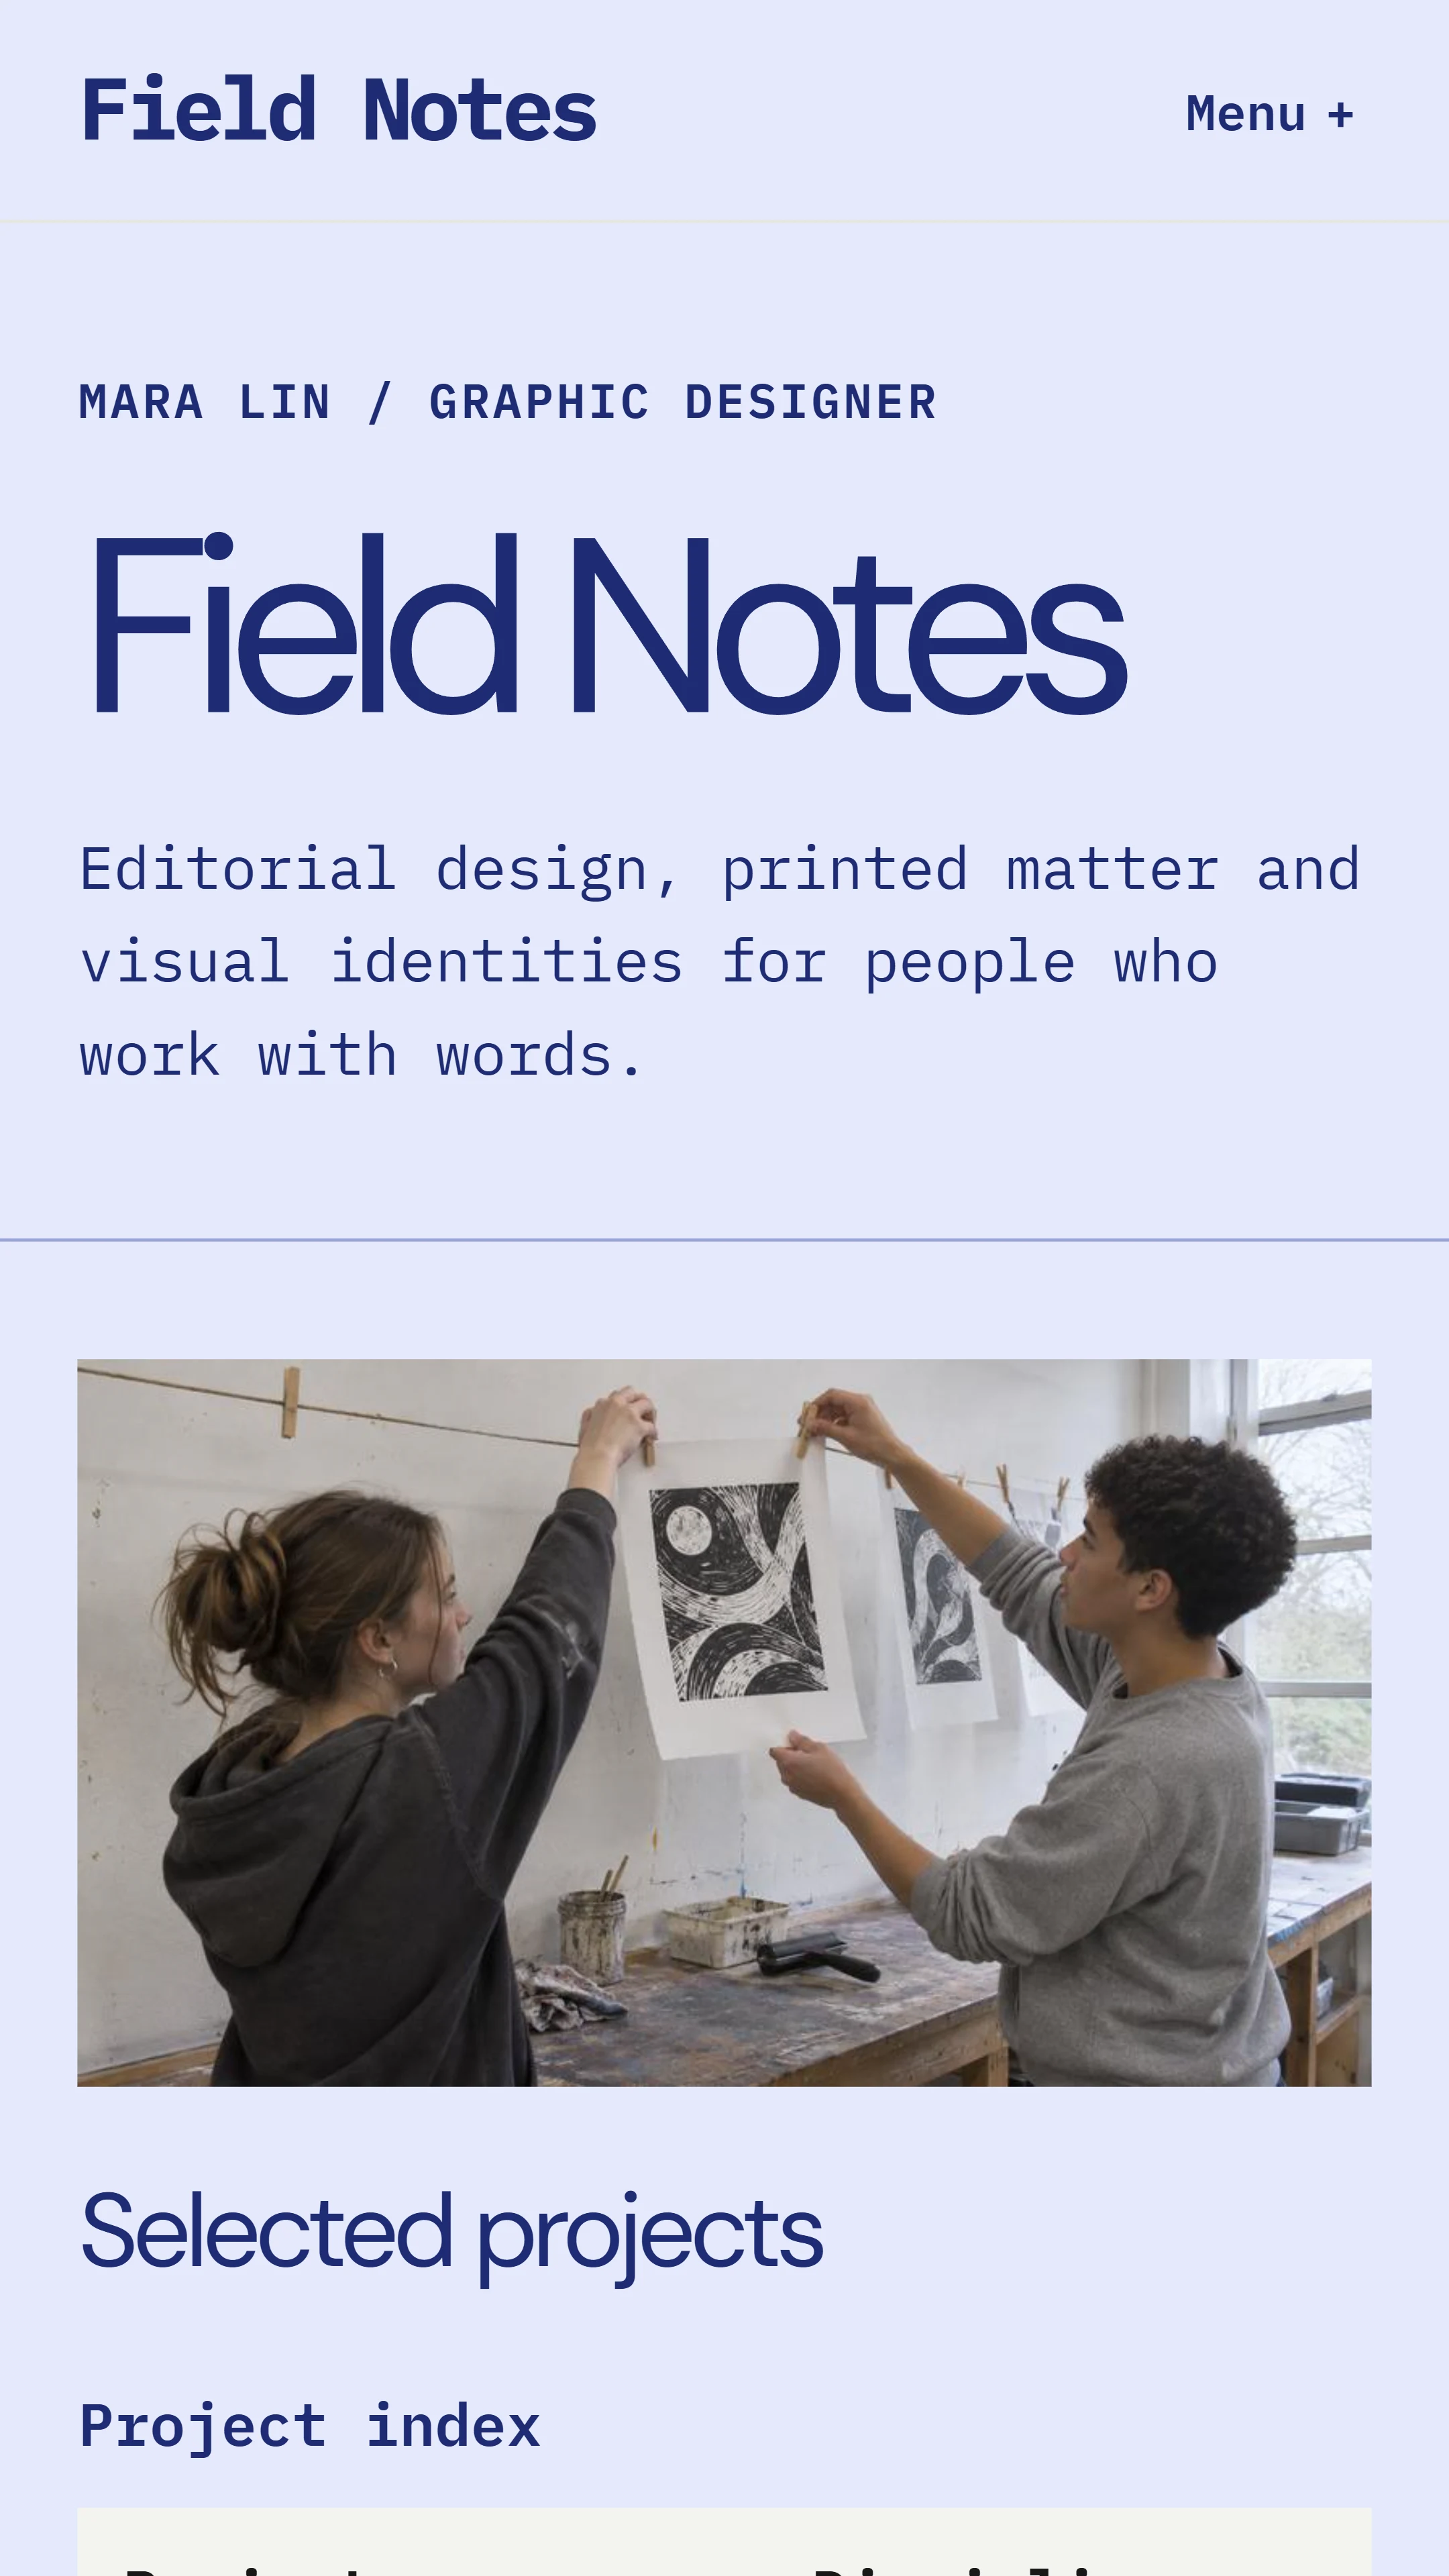 Field Notes
Menu +
MARA LIN / GRAPHIC DESIGNER
Field Notes
Editorial design, printed matter and
visual identities for people who
work with words.
Selected projects
Project index